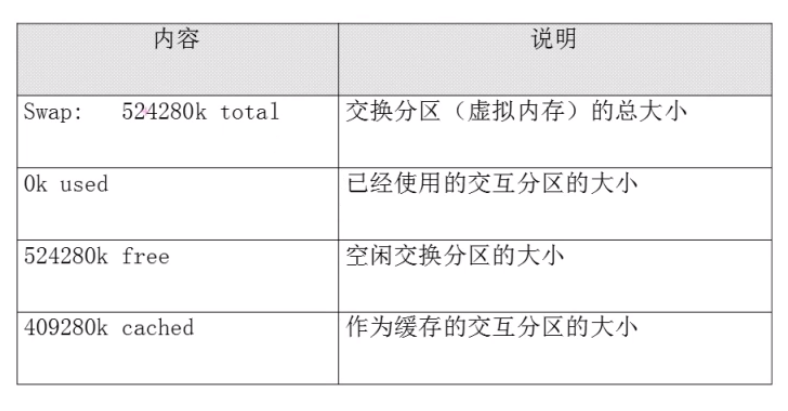 内容 说明
Swap: 524280k total 交换分区（虚拟内存）的总大小
0k used 已经使用的交互分区的大小
524280k free 空闲交换分区的大小
409280k cached 作为缓存的交互分区的大小